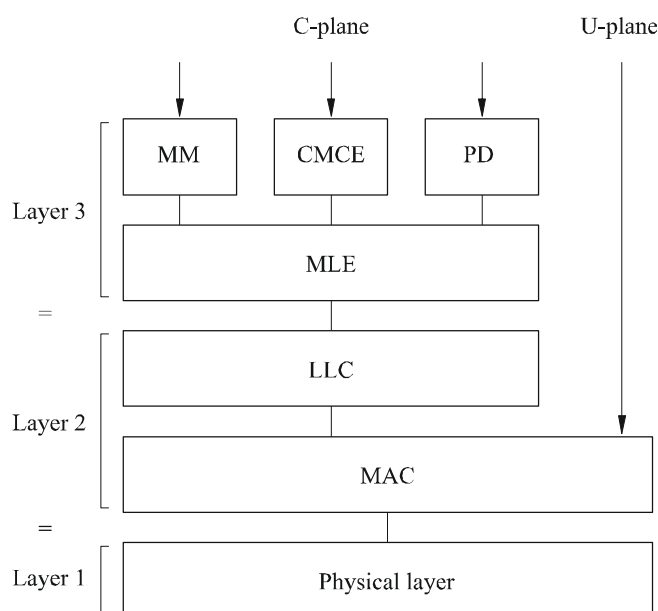 C-plane U-plane
MM CMCE PD
Layer 3
MLE
=
LLC
Layer 2
MAC
=
Layer 1 Physical layer